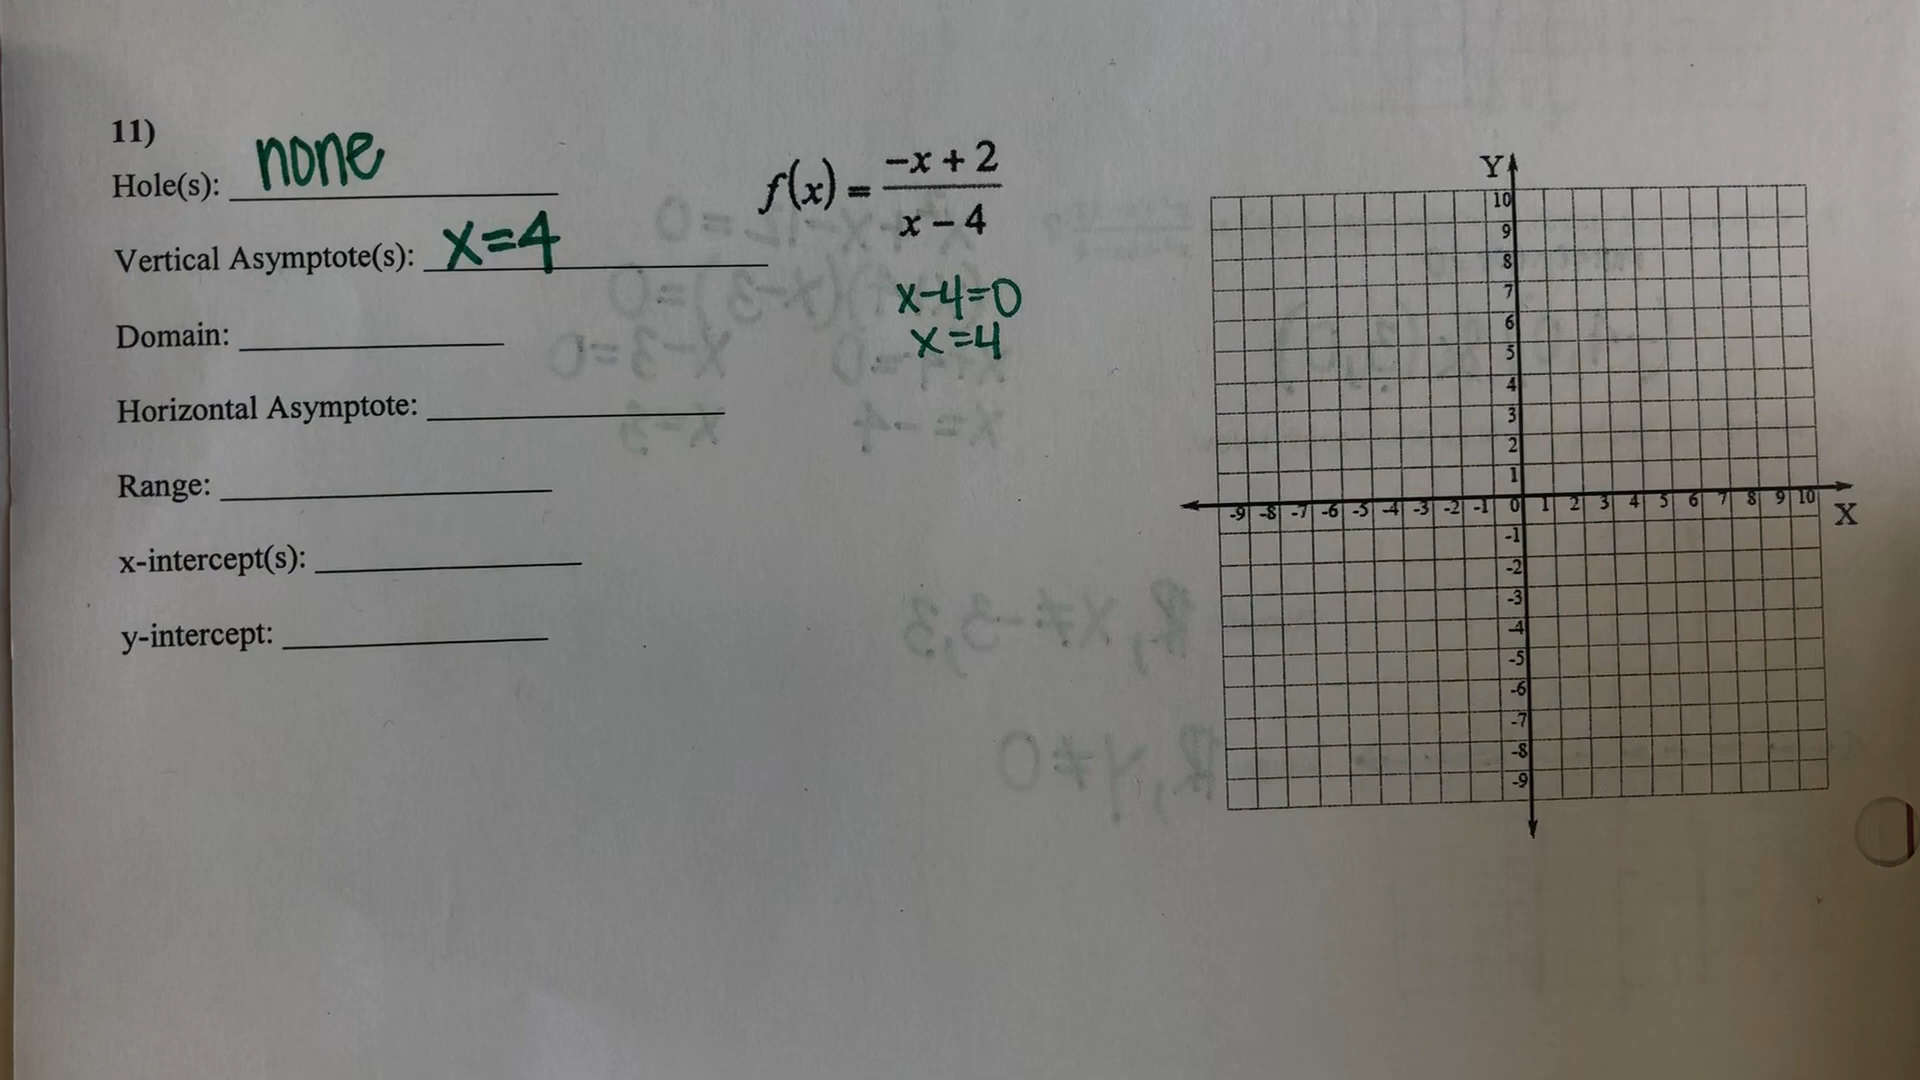 11)
Hole(s): none
f(x) = -x + 2 / x - 4
Vertical Asymptote(s): x=4
x-4=0
x=4
Domain:
Horizontal Asymptote:
Range:
x-intercept(s):
y-intercept:
Y
10
9
8
7
6
5
4
3
2
1
-9 -8 -7 -6 -5 -4 -3 -2 -1 0 1 2 3 4 5 6 7 8 9 10
X
-1
-2
-3
-4
-5
-6
-7
-8
-9